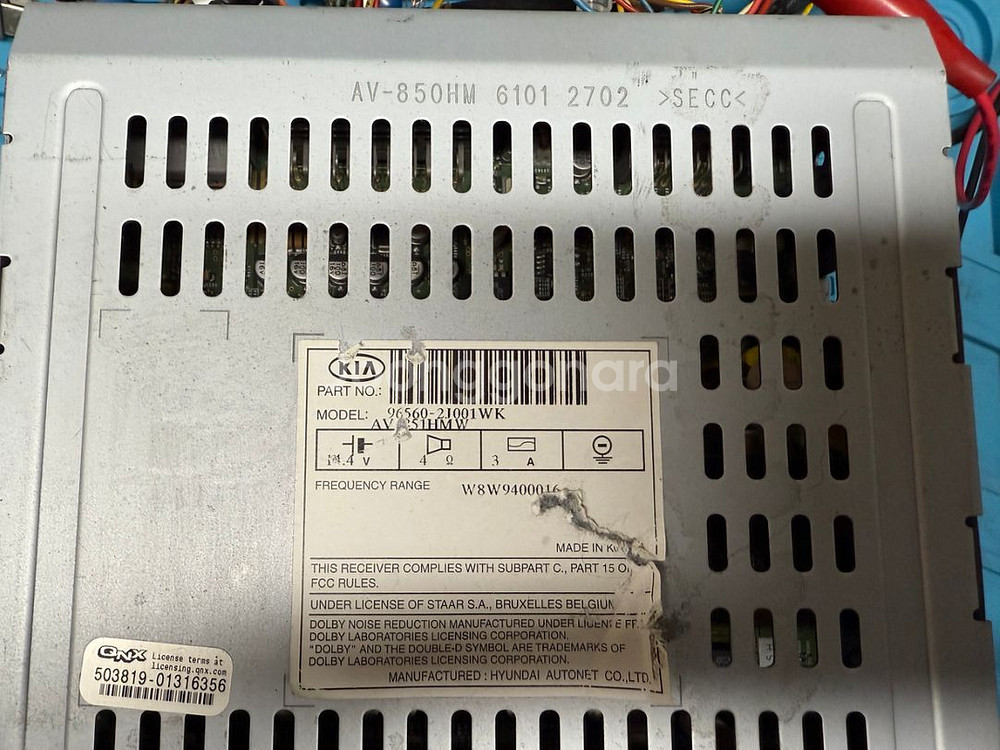 AV-850HM 6101 2702 >SECC<
KIA
PART NO.:
96560-2J001WK
MODEL:
14.4 V
4 Ω
3 A
FREQUENCY RANGE
W8W9400016
MADE IN
THIS RECEIVER COMPLIES WITH SUBPART C., PART 15
FCC RULES.
UNDER LICENSE OF STAAR S.A., BRUXELLES BELGIUM
DOLBY NOISE REDUCTION MANUFACTURED UNDER LICENSE
DOLBY LABORATORIES LICENSING CORPORATION.
"DOLBY" AND THE DOUBLE-D SYMBOL ARE TRADEMARKS OF
DOLBY LABORATORIES LICENSING CORPORATION.
MANUFACTURED : HYUNDAI AUTONET CO.,LTD.
QNX License terms at
licensing.qnx.com
503819-01316356